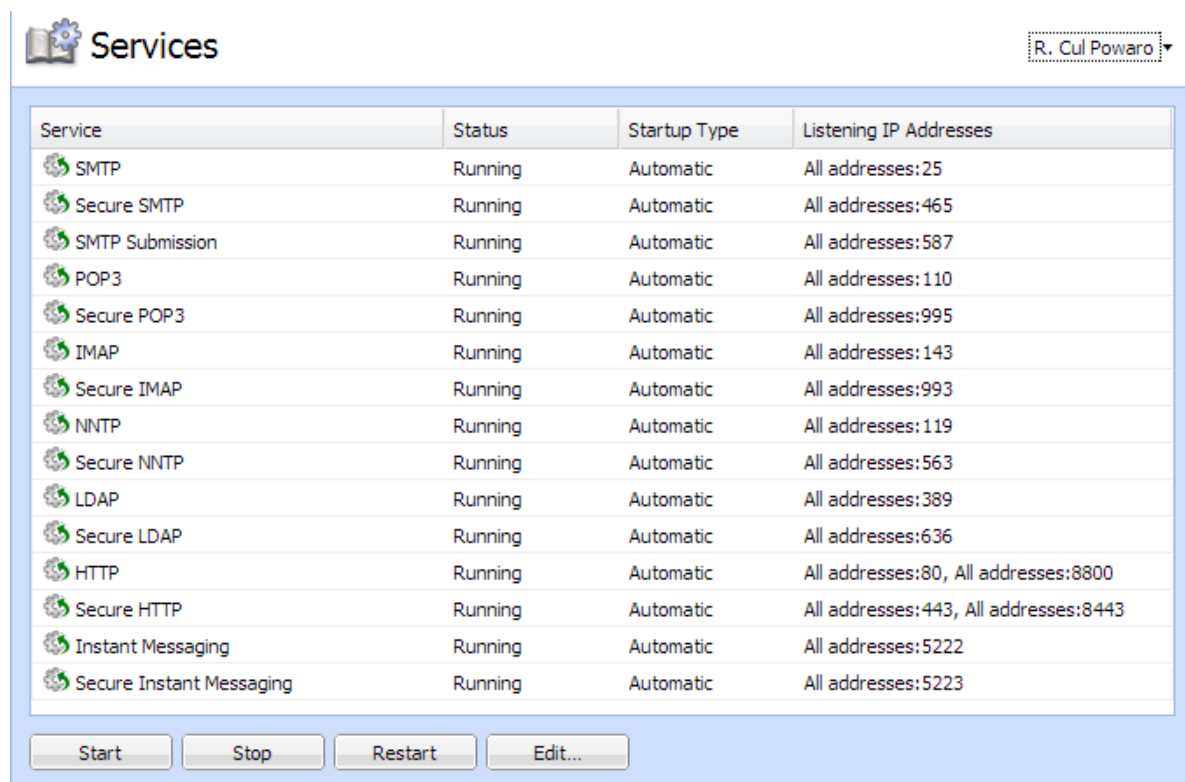 Services
R. Cul Powaro
Service Status Startup Type Listening IP Addresses
SMTP Running Automatic All addresses:25
Secure SMTP Running Automatic All addresses:465
SMTP Submission Running Automatic All addresses:587
POP3 Running Automatic All addresses:110
Secure POP3 Running Automatic All addresses:995
IMAP Running Automatic All addresses:143
Secure IMAP Running Automatic All addresses:993
NNTP Running Automatic All addresses:119
Secure NNTP Running Automatic All addresses:563
LDAP Running Automatic All addresses:389
Secure LDAP Running Automatic All addresses:636
HTTP Running Automatic All addresses:80, All addresses:8800
Secure HTTP Running Automatic All addresses:443, All addresses:8443
Instant Messaging Running Automatic All addresses:5222
Secure Instant Messaging Running Automatic All addresses:5223
Start Stop Restart Edit...